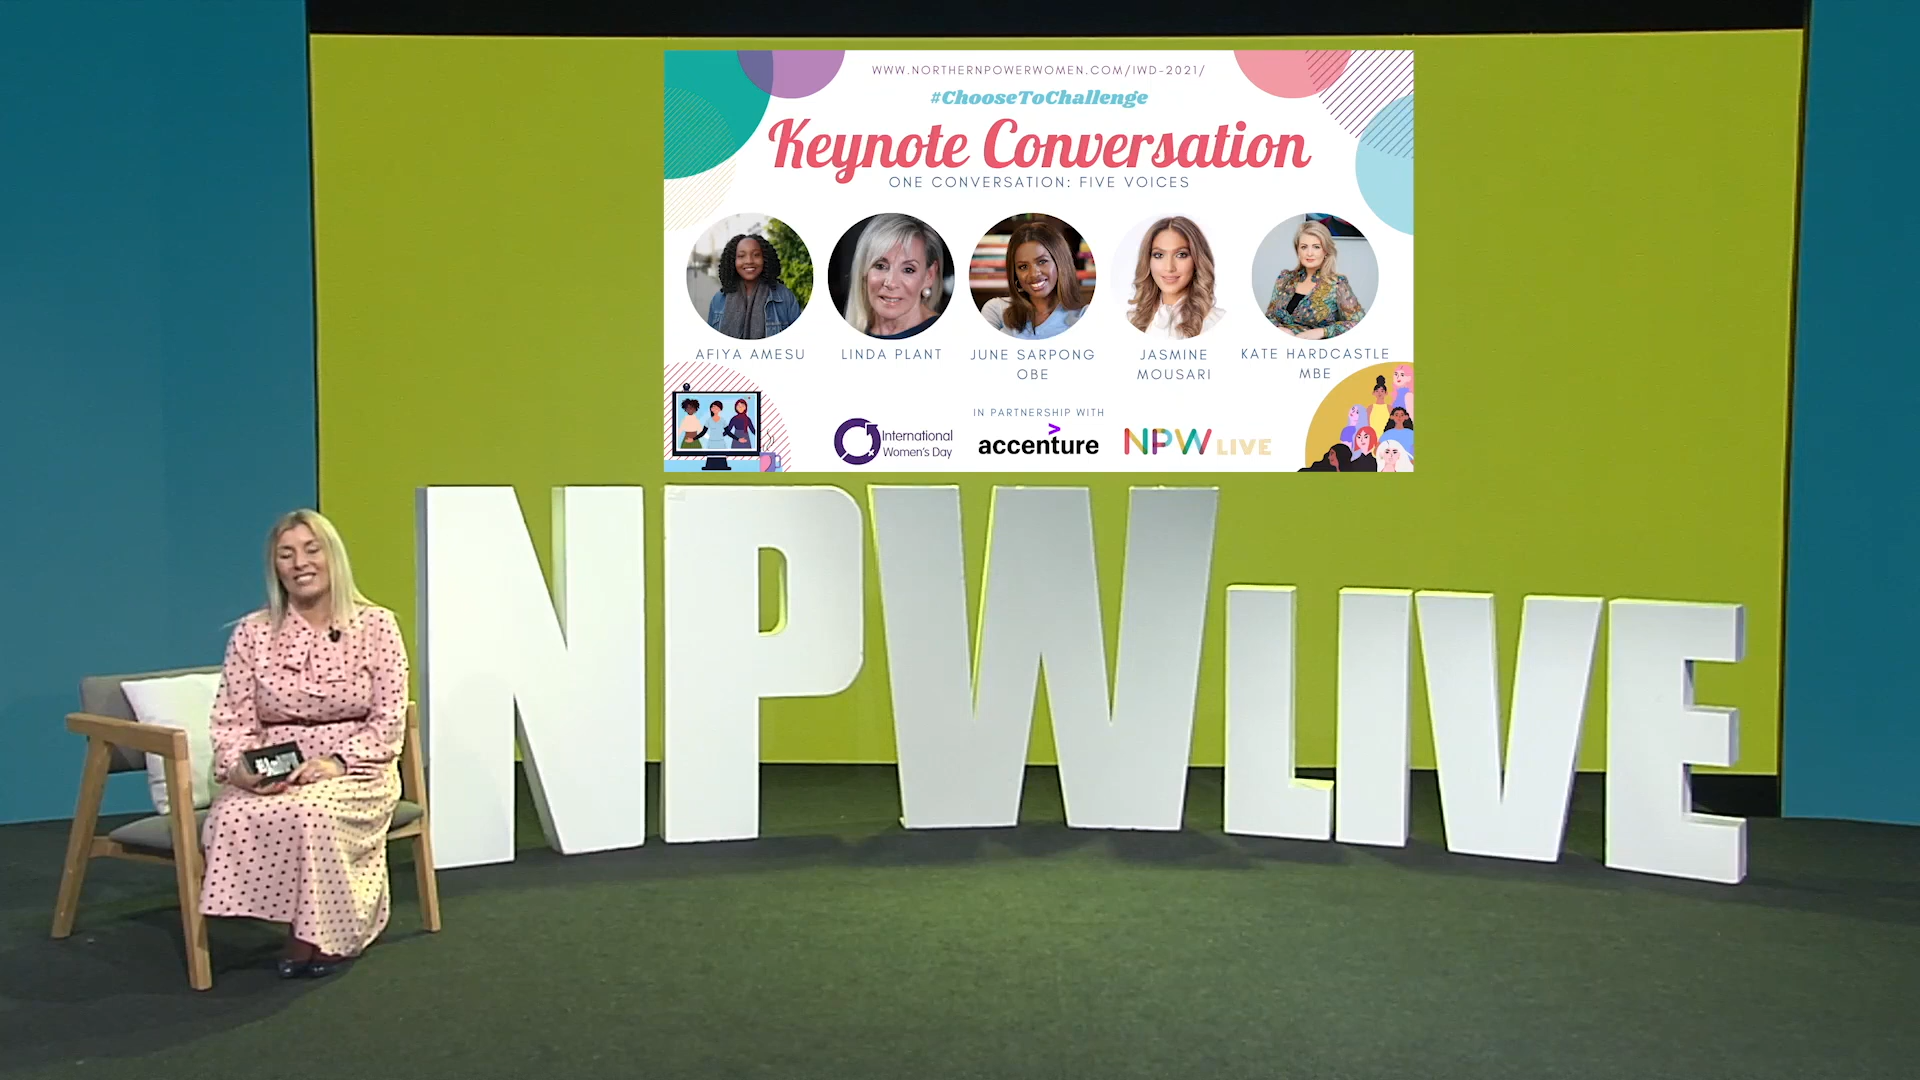 WWW.NORTHERNPOWERWOMEN.COM/IWD-2021/
#ChooseToChallenge
Keynote Conversation
ONE CONVERSATION: FIVE VOICES
AFIYA AMESU
LINDA PLANT
JUNE SARPONG
OBE
JASMINE
MOUSARI
KATE HARDCASTLE
MBE
IN PARTNERSHIP WITH
International
Women's Day
accenture
NPW LIVE
NPW LIVE